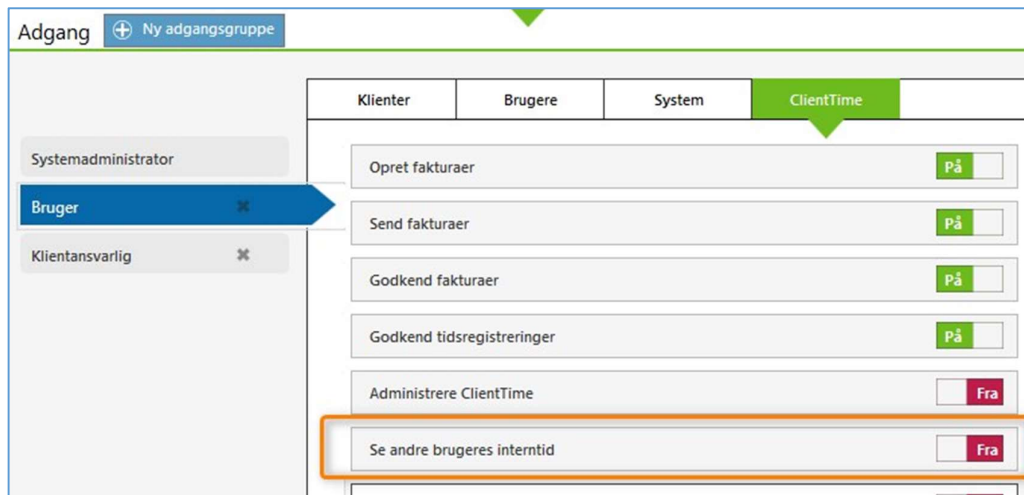 Adgang
Ny adgangsgruppe
Klienter Brugere System ClientTime
Systemadministrator
Bruger
Klientansvarlig
Opret fakturaer På
Send fakturaer På
Godkend fakturaer På
Godkend tidsregistreringer På
Administrere ClientTime Fra
Se andre brugeres interntid Fra